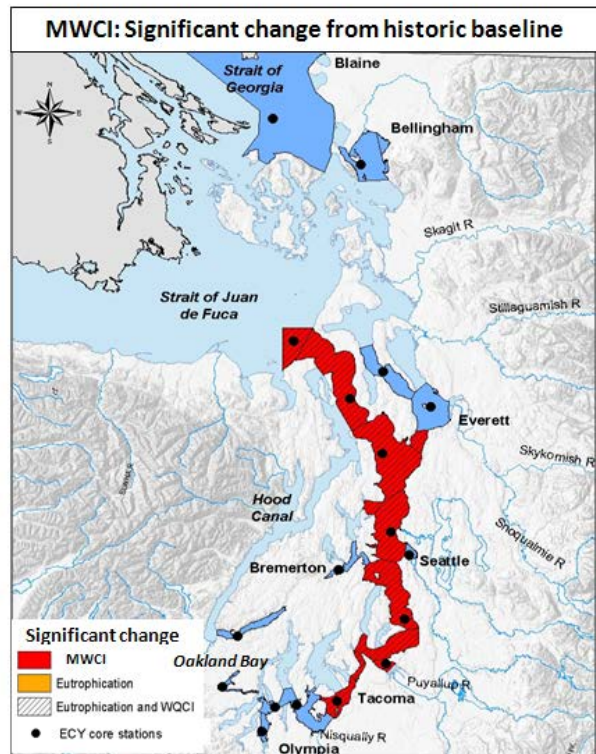 MWCI: Significant change from historic baseline
Strait of
Georgia
Blaine
N
W
E
S
Bellingham
Skagit R
Stillaguamish R
Strait of Juan
de Fuca
Everett
Skykomish R
Hood
Canal
Snoqualmie R
Bremerton
Seattle
Significant change
MWCI
Eutrophication
Eutrophication and WQCI
ECY core stations
Oakland Bay
Puyallup R
Tacoma
Nisqually R
Olympia